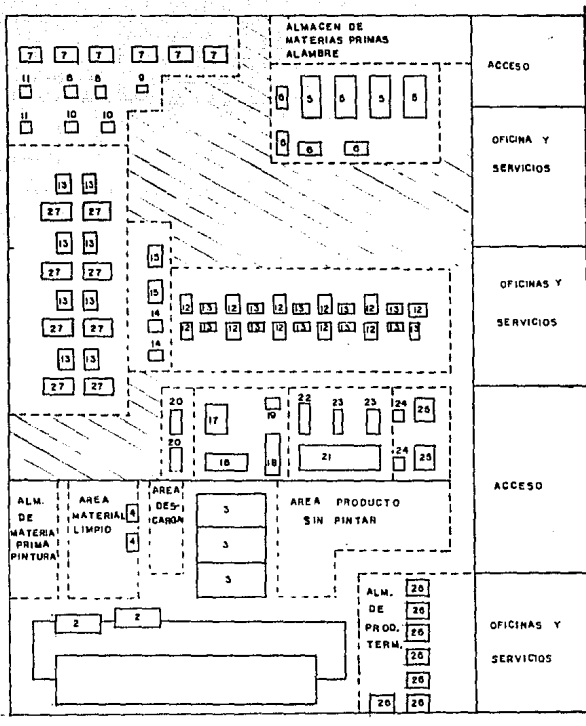 ALMACEN DE
MATERIAS PRIMAS
ALAMBRE
7 7 7 7 7 7
11 8 8 9
11 10 10
6 5 5 5 5
6 6 6
ACCESO
OFICINA Y
SERVICIOS
13 13
27 27
13 13
27 27
13 13
27 27
13 13
27 27
15
15
14
14
12 13 12 13 12 13 12 13 12 13 12
12 13 12 13 12 13 12 13 12 13 13
OFICINAS Y
SERVICIOS
20
20
17 19
16 18
22 23 23
21
24 25
24 25
ACCESO
ALM.
DE
MATERIA
PRIMA
PINTURA
AREA
MATERIAL
LIMPIO
4
4
AREA
DES-
CARGA
3
3
3
AREA PRODUCTO
SIN PINTAR
2 2
ALM.
DE
PROD.
TERM.
26
26
26
26
26
26 26
OFICINAS Y
SERVICIOS